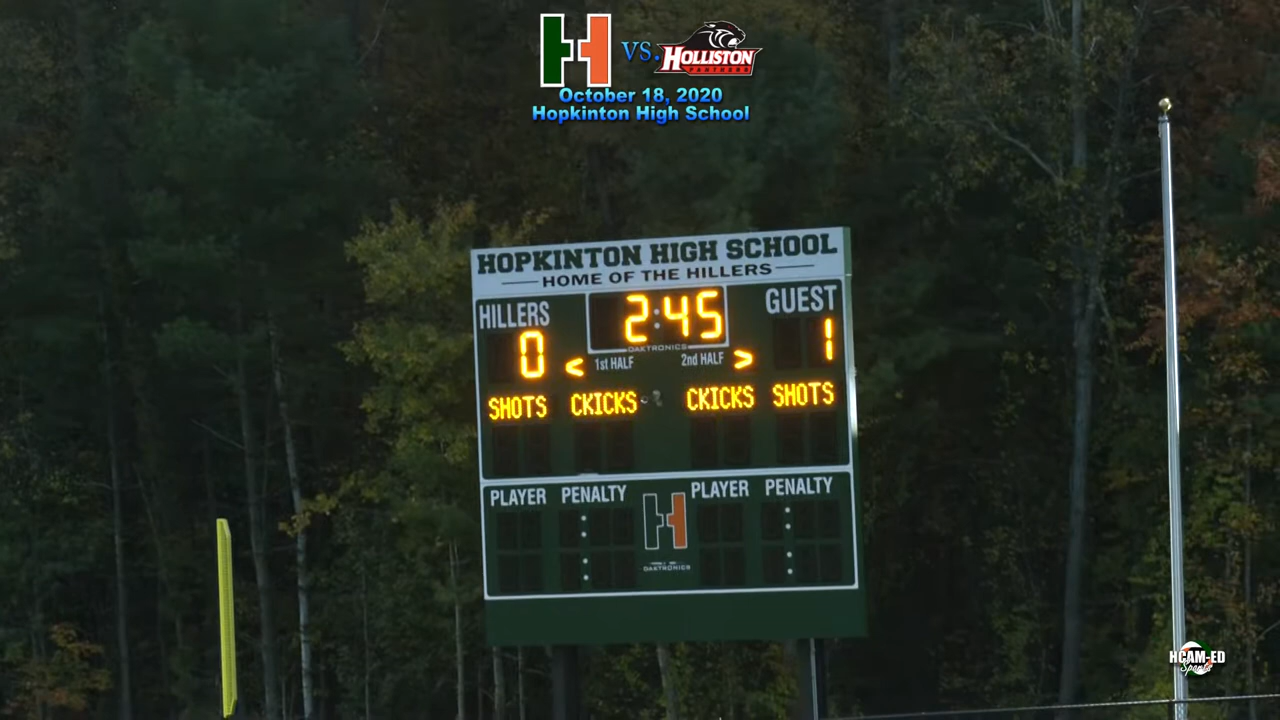 H VS. HOLLISTON
PANTHERS
October 18, 2020
Hopkinton High School
HOPKINTON HIGH SCHOOL
HOME OF THE HILLERS
HILLERS 2:45 GUEST
DAKTRONICS
0 < 1st HALF 2nd HALF > 1
SHOTS CKICKS CKICKS SHOTS
PLAYER PENALTY PLAYER PENALTY
H
DAKTRONICS
HCAM-ED
Sports